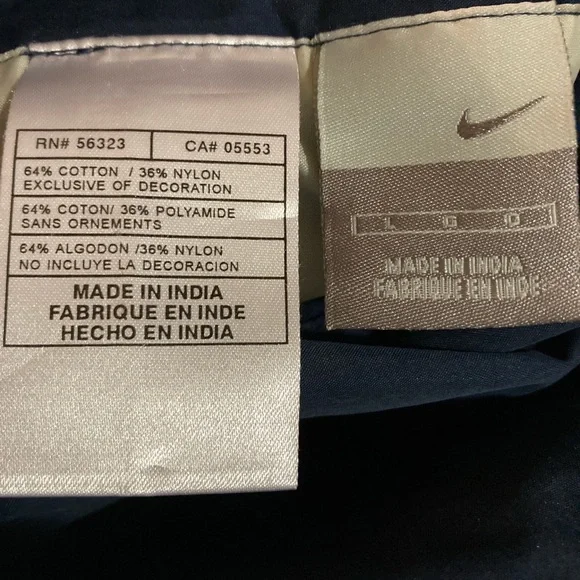 RN# 56323 CA# 05553
64% COTTON / 36% NYLON
EXCLUSIVE OF DECORATION
64% COTON/ 36% POLYAMIDE
SANS ORNEMENTS
64% ALGODON /36% NYLON
NO INCLUYE LA DECORACION
MADE IN INDIA
FABRIQUE EN INDE
HECHO EN INDIA
L G D
MADE IN INDIA
FABRIQUE EN INDE